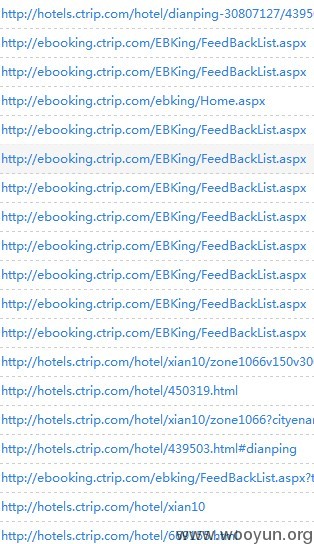 http://hotels.ctrip.com/hotel/dianping-30807127/4395
http://ebooking.ctrip.com/EBKing/FeedBackList.aspx
http://ebooking.ctrip.com/EBKing/FeedBackList.aspx
http://ebooking.ctrip.com/ebking/Home.aspx
http://ebooking.ctrip.com/EBKing/FeedBackList.aspx
http://ebooking.ctrip.com/EBKing/FeedBackList.aspx
http://ebooking.ctrip.com/EBKing/FeedBackList.aspx
http://ebooking.ctrip.com/EBKing/FeedBackList.aspx
http://ebooking.ctrip.com/EBKing/FeedBackList.aspx
http://ebooking.ctrip.com/EBKing/FeedBackList.aspx
http://ebooking.ctrip.com/EBKing/FeedBackList.aspx
http://ebooking.ctrip.com/EBKing/FeedBackList.aspx
http://hotels.ctrip.com/hotel/xian10/zone1066v150v30
http://hotels.ctrip.com/hotel/450319.html
http://hotels.ctrip.com/hotel/xian10/zone1066?cityena
http://hotels.ctrip.com/hotel/439503.html#dianping
http://ebooking.ctrip.com/ebking/FeedBackList.aspx?t
http://hotels.ctrip.com/hotel/xian10
http://hotels.ctrip.com/hotel/
www.wooyun.org